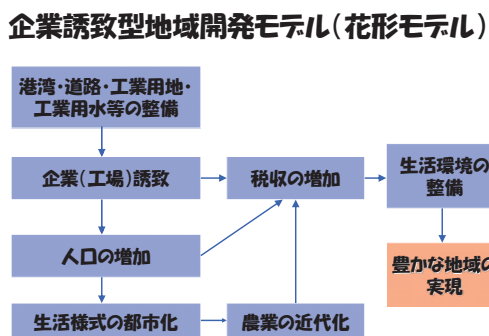 企業誘致型地域開発モデル（花形モデル）
港湾・道路・工業用地・
工業用水等の整備
企業（工場）誘致
税収の増加
生活環境の
整備
人口の増加
豊かな地域の
実現
生活様式の都市化
農業の近代化